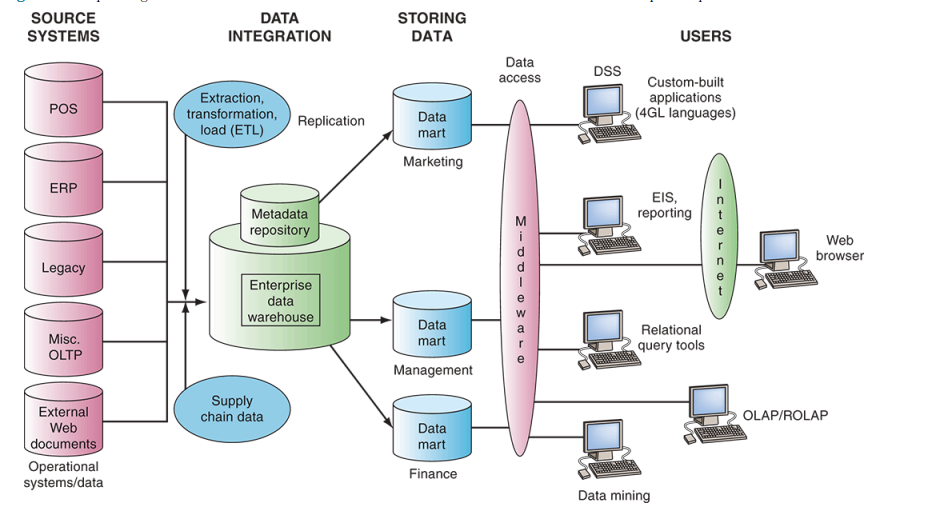 SOURCE
SYSTEMS
DATA
INTEGRATION
STORING
DATA
USERS
POS
ERP
Legacy
Misc.
OLTP
External
Web
documents
Operational
systems/data
Extraction,
transformation,
load (ETL)
Replication
Metadata
repository
Enterprise
data
warehouse
Supply
chain data
Data
mart
Marketing
Data
mart
Management
Data
mart
Finance
Data
access
Middleware
DSS
Custom-built
applications
(4GL languages)
EIS,
reporting
Internet
Web
browser
Relational
query tools
OLAP/ROLAP
Data mining